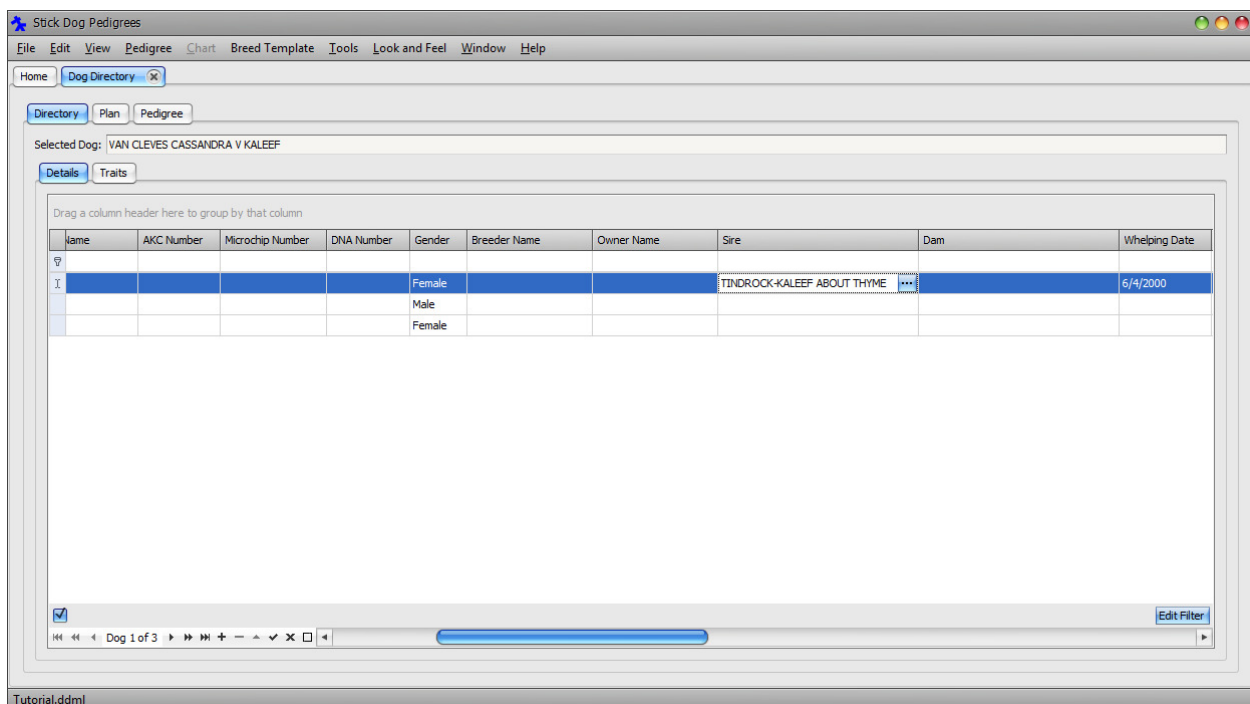 Stick Dog Pedigrees
File Edit View Pedigree Chart Breed Template Tools Look and Feel Window Help
Home Dog Directory
Directory Plan Pedigree
Selected Dog: VAN CLEVES CASSANDRA V KALEEF
Details Traits
Drag a column header here to group by that column
Name AKC Number Microchip Number DNA Number Gender Breeder Name Owner Name Sire Dam Whelping Date
Female TINDROCK-KALEEF ABOUT THYME ... 6/4/2000
Male
Female
Edit Filter
Dog 1 of 3
Tutorial.ddml